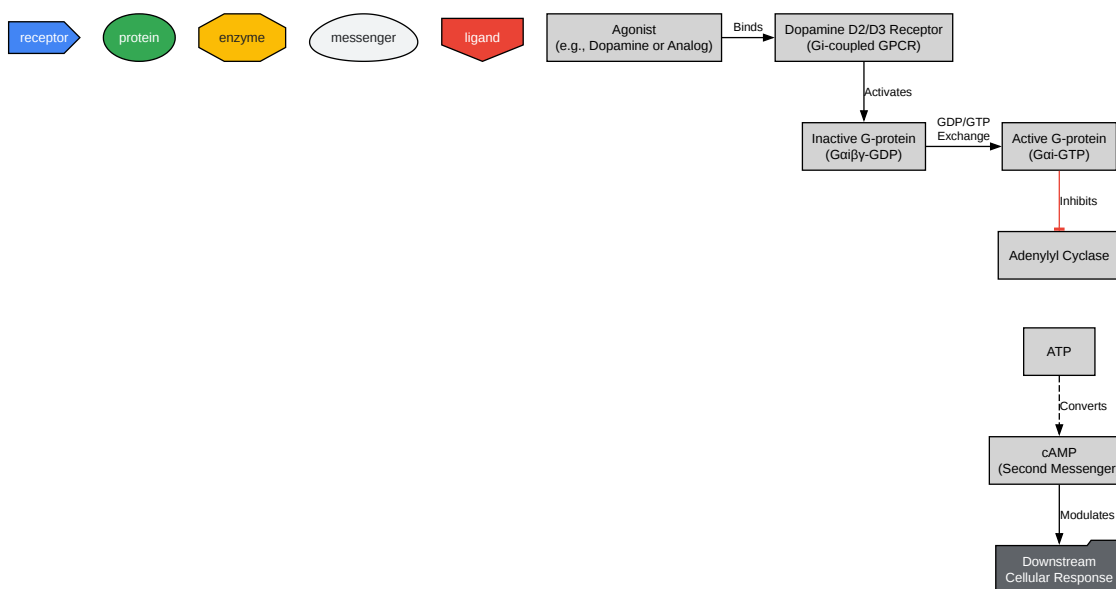 receptor
protein
enzyme
messenger
ligand
Agonist
(e.g., Dopamine or Analog)
Binds
Dopamine D2/D3 Receptor
(Gi-coupled GPCR)
Activates
Inactive G-protein
(Gαiβγ-GDP)
GDP/GTP
Exchange
Active G-protein
(Gαi-GTP)
Inhibits
Adenylyl Cyclase
ATP
Converts
cAMP
(Second Messenger
Modulates
Downstream
Cellular Response